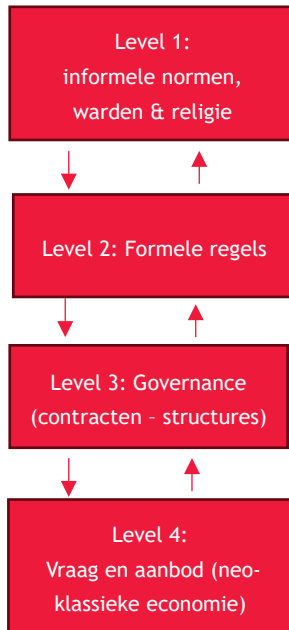 Level 1:
informele normen,
warden & religie
Level 2: Formele regels
Level 3: Governance
(contracten – structures)
Level 4:
Vraag en aanbod (neo-
klassieke economie)